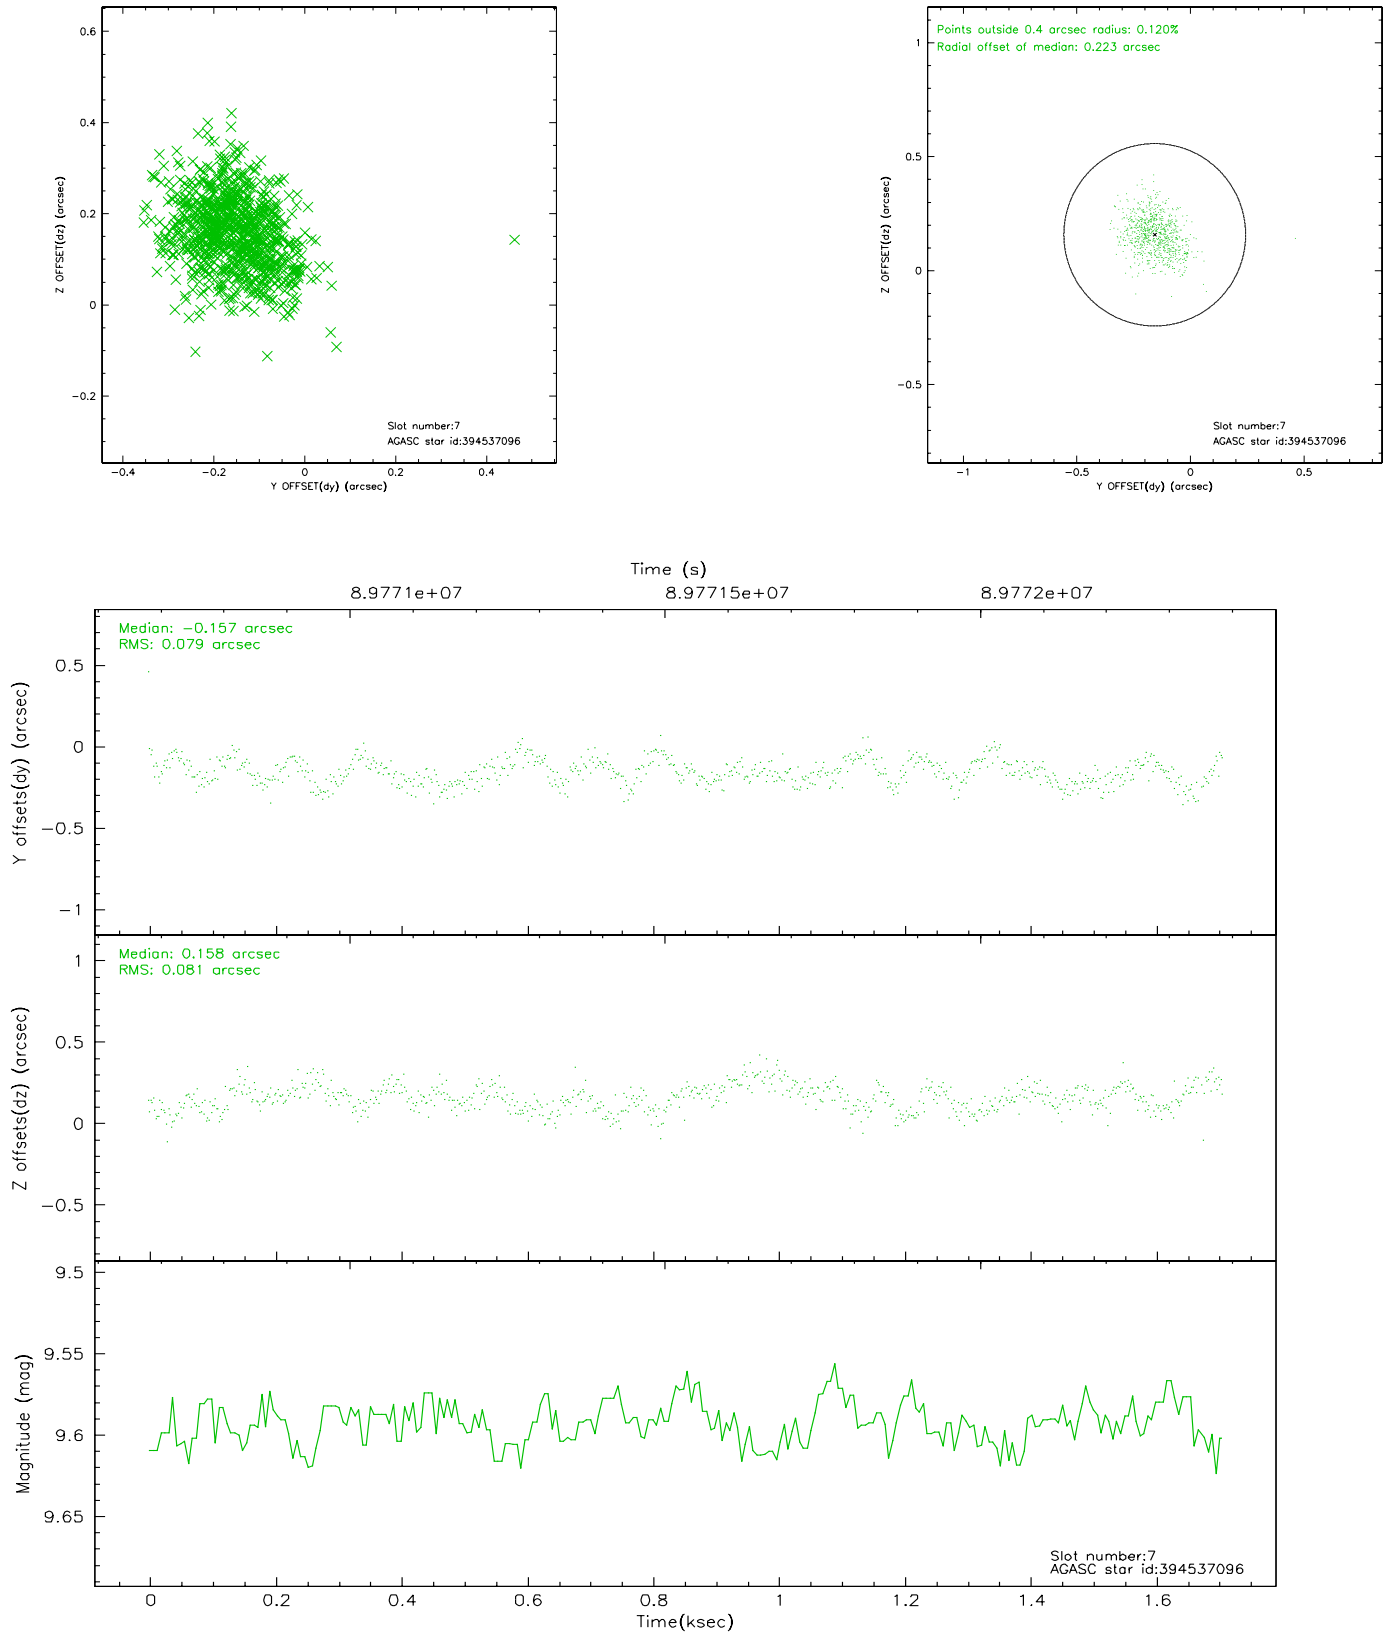 0.6
0.4
0.2
0
−0.2
Z OFFSET(dz) (arcsec)
Slot number:7
AGASC star id:394537096
−0.4 −0.2 0 0.2 0.4
Y OFFSET(dy) (arcsec)
Points outside 0.4 arcsec radius: 0.120%
Radial offset of median: 0.223 arcsec
1
0.5
0
−0.5
Z OFFSET(dz) (arcsec)
Slot number:7
AGASC star id:394537096
−1 −0.5 0 0.5
Y OFFSET(dy) (arcsec)
Time (s)
8.9771e+07 8.97715e+07 8.9772e+07
Median: −0.157 arcsec
RMS: 0.079 arcsec
0.5
0
−0.5
−1
Y offsets(dy) (arcsec)
Median: 0.158 arcsec
RMS: 0.081 arcsec
1
0.5
0
−0.5
Z offsets(dz) (arcsec)
9.5
9.55
9.6
9.65
Magnitude (mag)
Slot number:7
AGASC star id:394537096
0 0.2 0.4 0.6 0.8 1 1.2 1.4 1.6
Time(ksec)